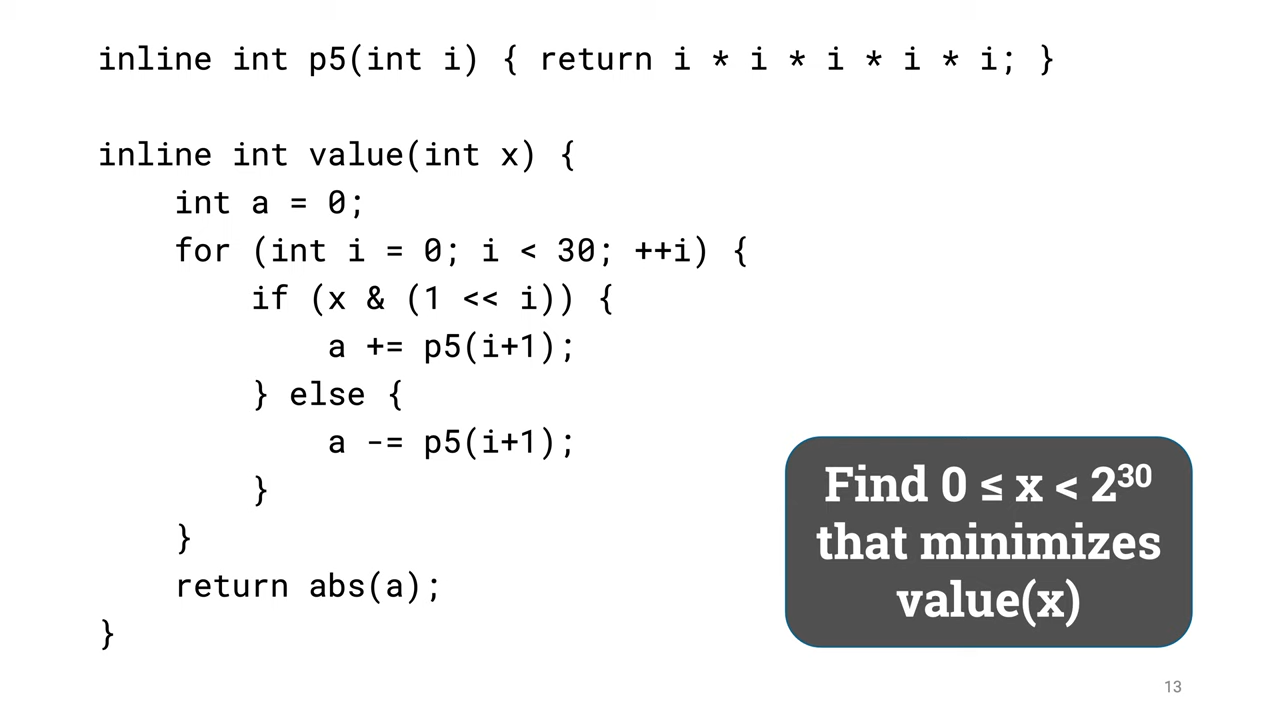 inline int p5(int i) { return i * i * i * i * i; }
inline int value(int x) {
    int a = 0;
    for (int i = 0; i < 30; ++i) {
        if (x & (1 << i)) {
            a += p5(i+1);
        } else {
            a -= p5(i+1);
        }
    }
    return abs(a);
}
Find 0 ≤ x < 2³⁰
that minimizes
value(x)
13